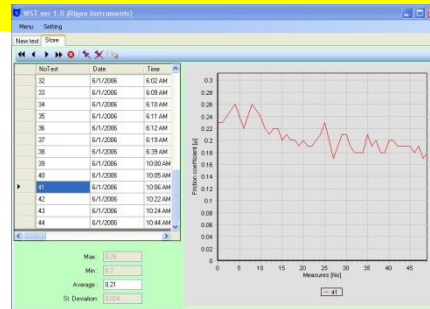 WST ver 1.0 (Rigon Instruments)
Menu Setting
New test Store
NoTest Date Time
32 6/1/2006 6:02 AM
33 6/1/2006 6:09 AM
34 6/1/2006 6:10 AM
35 6/1/2006 6:11 AM
36 6/1/2006 6:12 AM
37 6/1/2006 6:19 AM
38 6/1/2006 6:39 AM
39 6/1/2006 10:00 AM
40 6/1/2006 10:05 AM
41 6/1/2006 10:06 AM
42 6/1/2006 10:22 AM
43 6/1/2006 10:24 AM
44 6/1/2006 10:44 AM
Max : 0.26
Min : 0.2
Average : 0.21
St. Deviation : 0.024
Friction coefficient [u]
0.3
0.28
0.26
0.24
0.22
0.2
0.18
0.16
0.14
0.12
0.1
0.08
0.06
0.04
0.02
0
0 5 10 15 20 25 30 35 40 45
Measures [No]
41